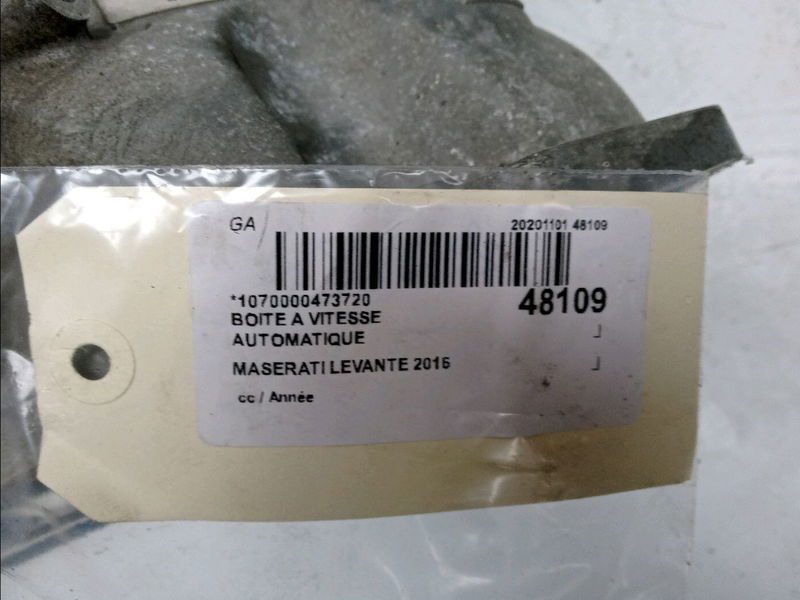 GA 20201101 48109
*1070000473720 48109
BOITE A VITESSE
AUTOMATIQUE
MASERATI LEVANTE 2016
cc / Année